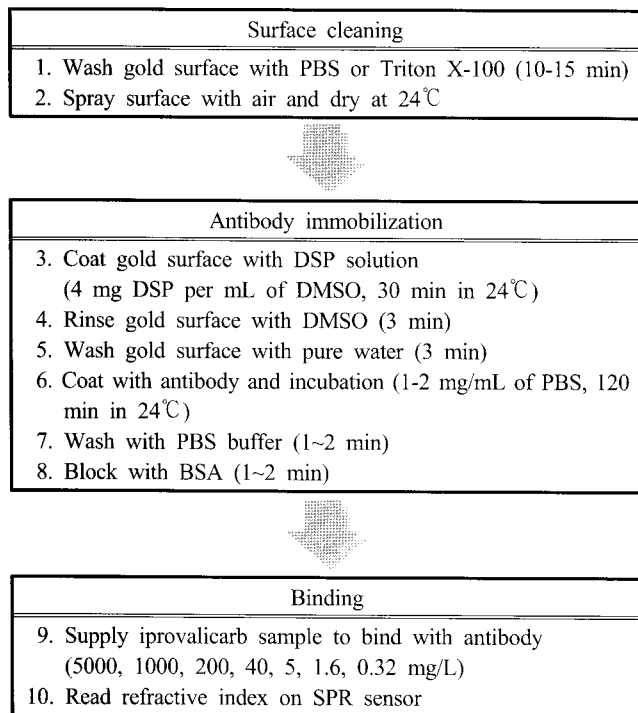 Surface cleaning
1. Wash gold surface with PBS or Triton X-100 (10-15 min)
2. Spray surface with air and dry at 24℃
Antibody immobilization
3. Coat gold surface with DSP solution
(4 mg DSP per mL of DMSO, 30 min in 24℃)
4. Rinse gold surface with DMSO (3 min)
5. Wash gold surface with pure water (3 min)
6. Coat with antibody and incubation (1-2 mg/mL of PBS, 120
min in 24℃)
7. Wash with PBS buffer (1~2 min)
8. Block with BSA (1~2 min)
Binding
9. Supply iprovalicarb sample to bind with antibody
(5000, 1000, 200, 40, 5, 1.6, 0.32 mg/L)
10. Read refractive index on SPR sensor